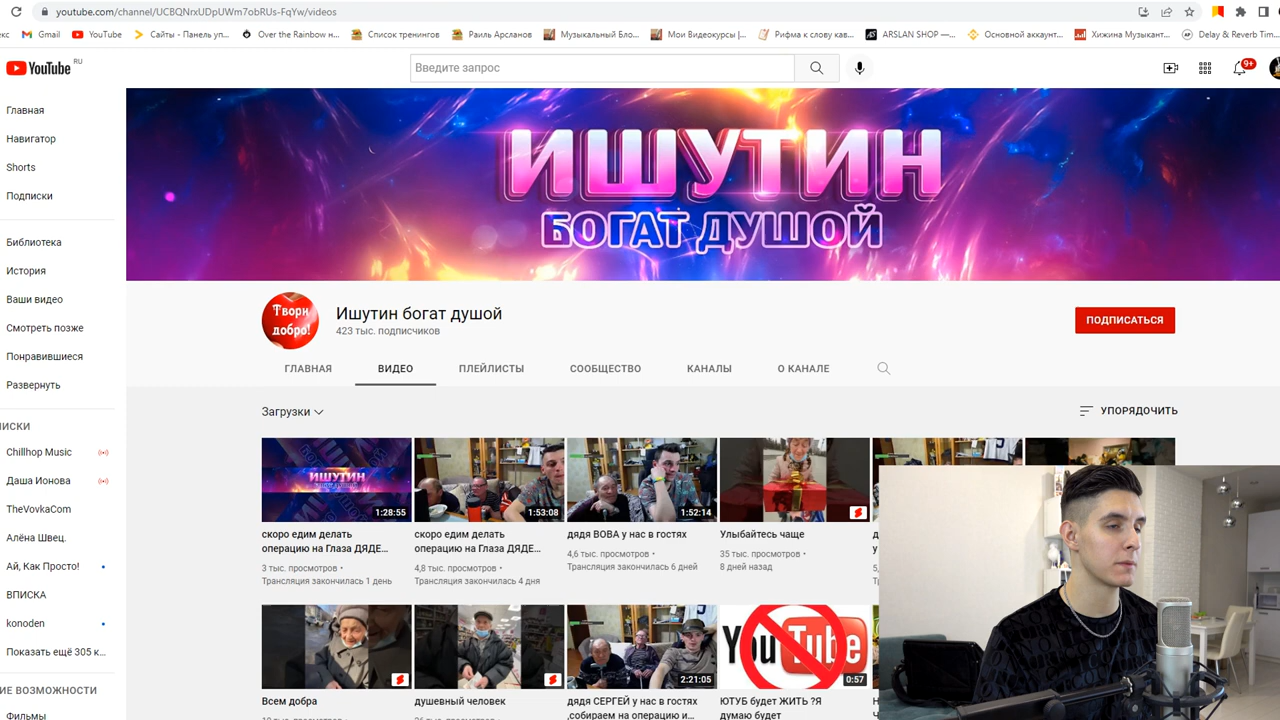 youtube.com/channel/UCBQNrxUDpUWm7obRUs-FqYw/videos
Gmail
YouTube
Сайты - Панель уп...
Over the Rainbow н...
Список тренингов
Раиль Арсланов
Музыкальный Бло...
Мои Видеокурсы |...
Рифма к слову кав...
ARSLAN SHOP —...
Основной аккаунт...
Хижина Музыкант...
Delay & Reverb Tim...
YouTube RU
Введите запрос
9+
Главная
Навигатор
Shorts
Подписки
Библиотека
История
Ваши видео
Смотреть позже
Понравившиеся
Развернуть
ИСКИ
Chillhop Music
Даша Ионова
TheVovkaCom
Алёна Швец.
Ай, Как Просто!
ВПИСКА
konoden
Показать ещё 305 к...
ИЕ ВОЗМОЖНОСТИ
Фильмы
ИШУТИН
БОГАТ ДУШОЙ
Твори
добро!
Ишутин богат душой
423 тыс. подписчиков
ПОДПИСАТЬСЯ
ГЛАВНАЯ
ВИДЕО
ПЛЕЙЛИСТЫ
СООБЩЕСТВО
КАНАЛЫ
О КАНАЛЕ
Загрузки
УПОРЯДОЧИТЬ
ИШУТИН
1:28:55
скоро едим делать
операцию на Глаза ДЯДЕ...
3 тыс. просмотров •
Трансляция закончилась 1 день
1:53:08
скоро едим делать
операцию на Глаза ДЯДЕ...
4,8 тыс. просмотров •
Трансляция закончилась 4 дня
1:52:14
дядя ВОВА у нас в гостях
4,6 тыс. просмотров •
Трансляция закончилась 6 дней
Улыбайтесь чаще
35 тыс. просмотров •
8 дней назад
Всем добра
душевный человек
2:21:05
дядя СЕРГЕЙ у нас в гостях
,собираем на операцию и...
YouTube
0:57
ЮТУБ будет ЖИТЬ ?Я
думаю будет